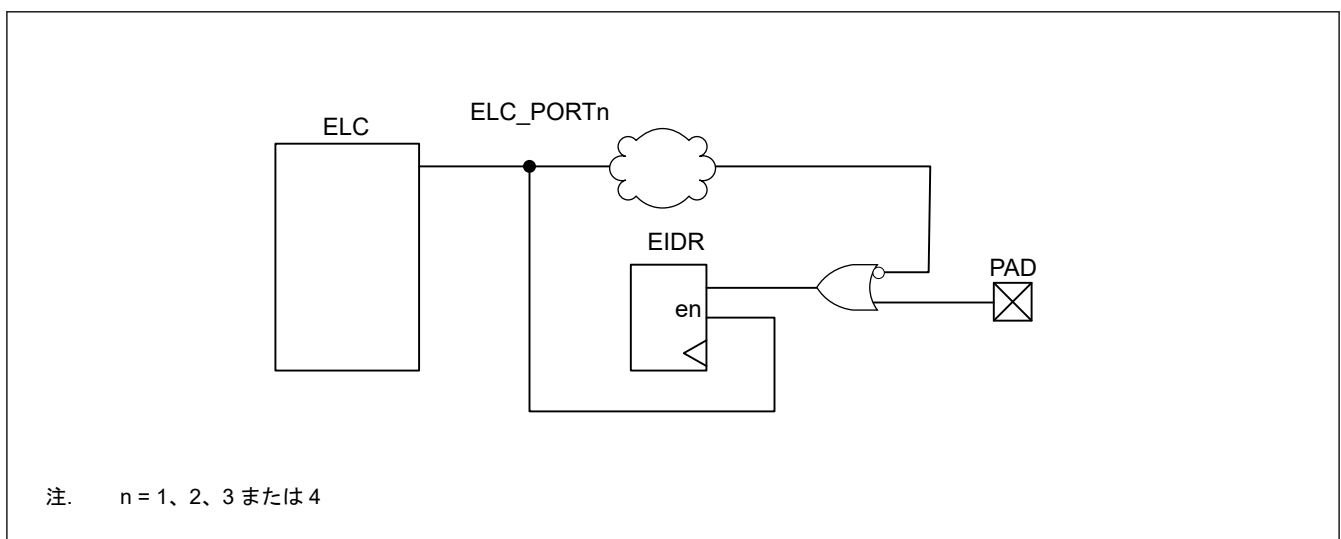 ELC_PORTn
ELC
EIDR
PAD
en
注. n = 1、2、3 または 4